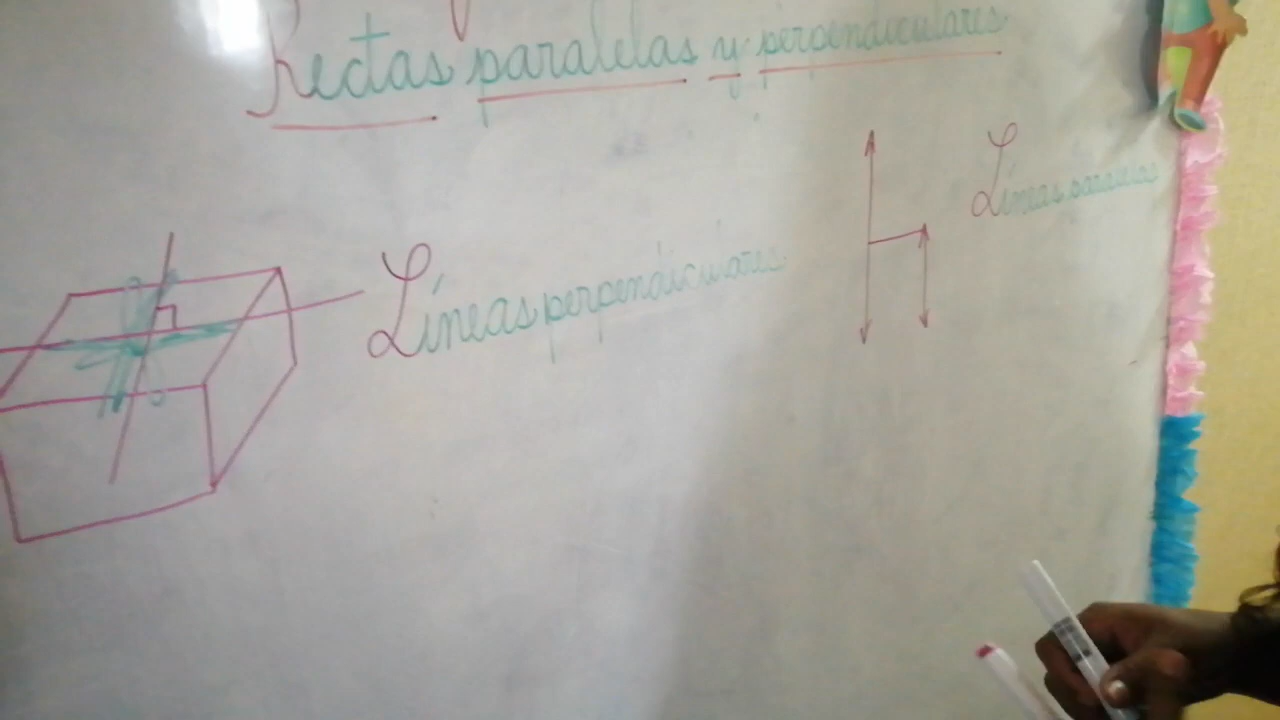 Rectas paralelas y perpendiculares
Líneas perpendiculares
Líneas paralelas